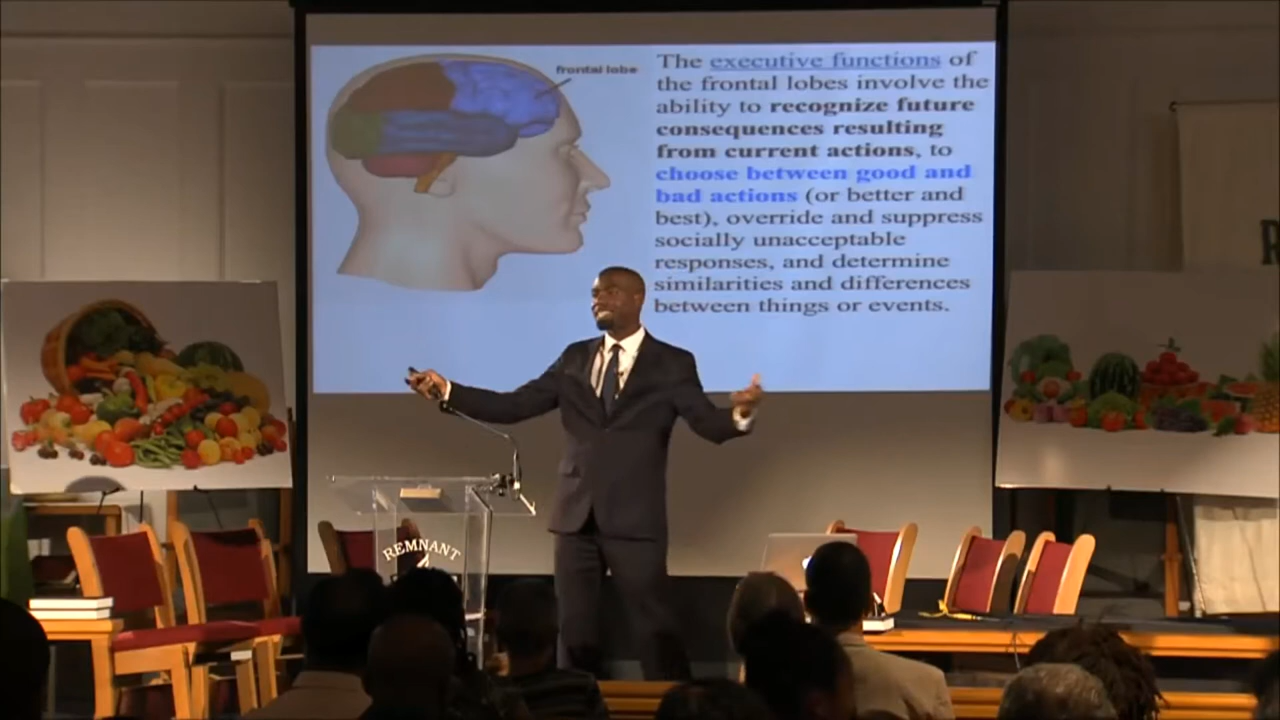 frontal lobe
The executive functions of
the frontal lobes involve the
ability to recognize future
consequences resulting
from current actions, to
choose between good and
bad actions (or better and
best), override and suppress
socially unacceptable
responses, and determine
similarities and differences
between things or events.
REMNANT